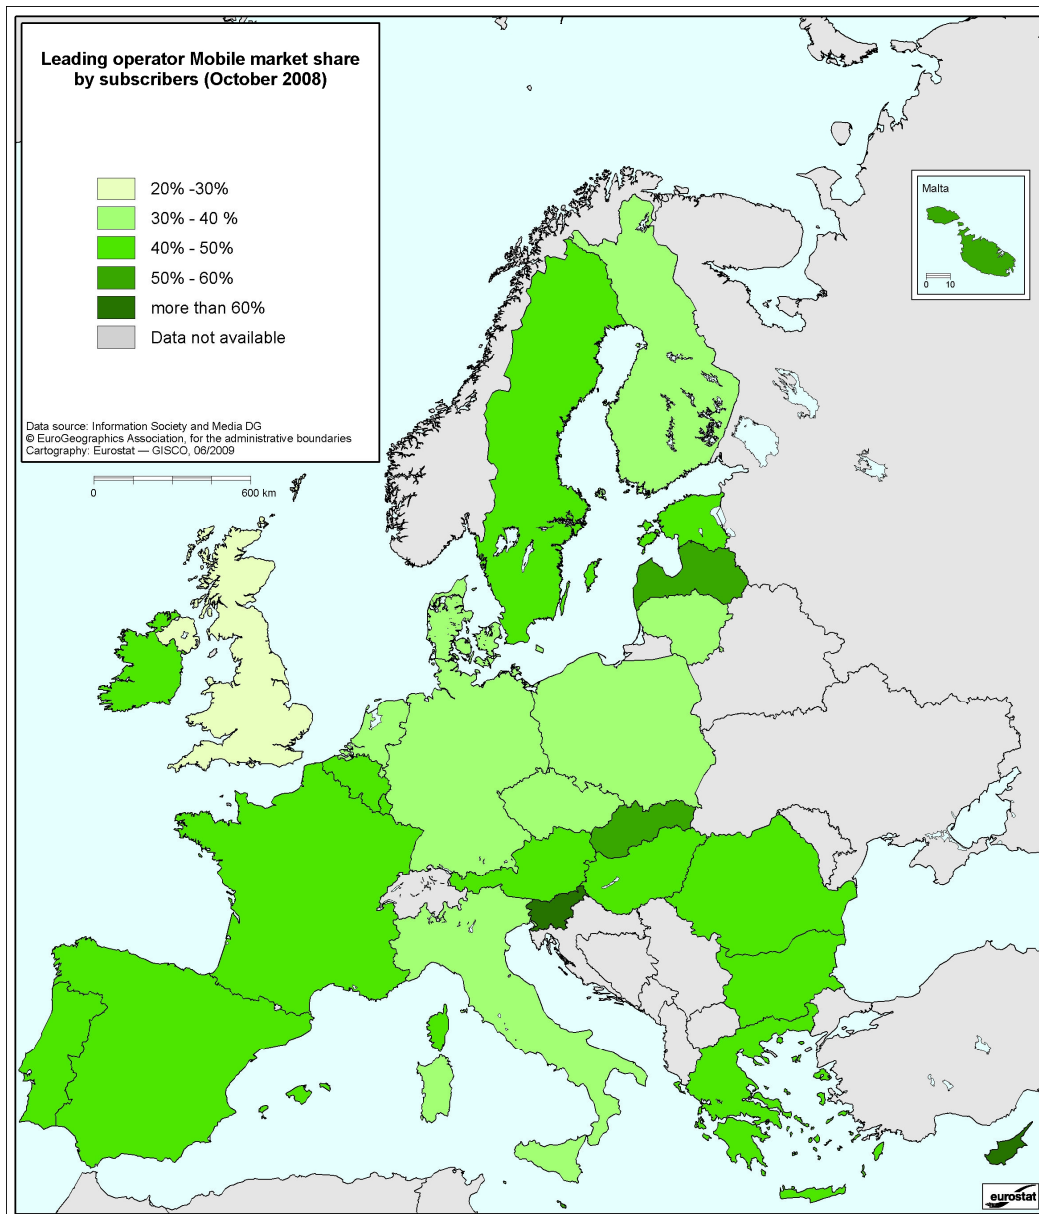 Leading operator Mobile market share
by subscribers (October 2008)
20% -30%
30% - 40 %
40% - 50%
50% - 60%
more than 60%
Data not available
Data source: Information Society and Media DG
© EuroGeographics Association, for the administrative boundaries
Cartography: Eurostat — GISCO, 06/2009
0 600 km
Malta
0 10
eurostat